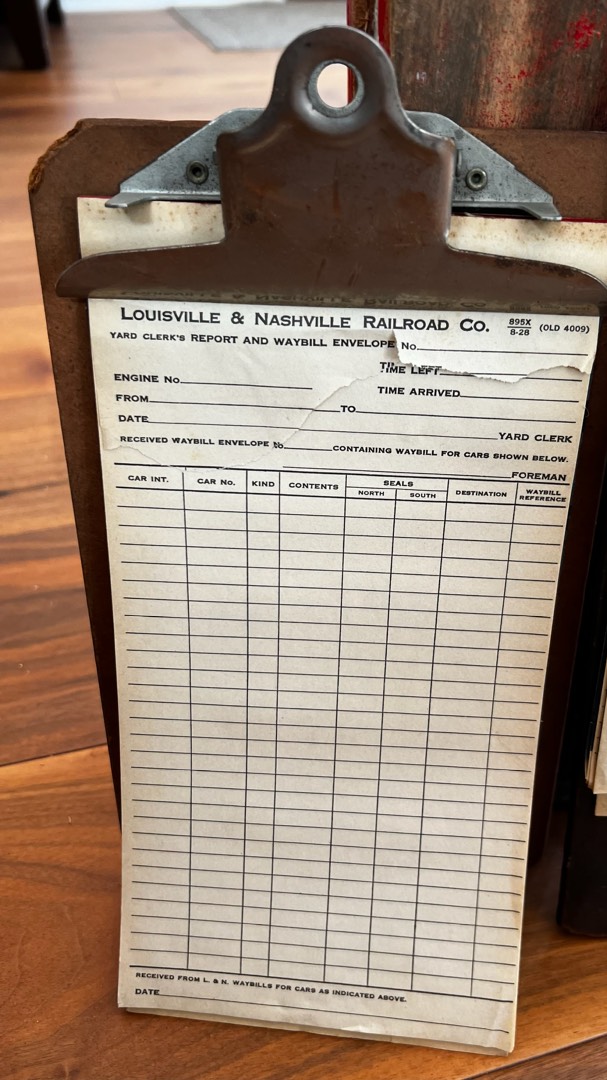 LOUISVILLE & NASHVILLE RAILROAD CO. 895X 8-28 (OLD 4009)
YARD CLERK'S REPORT AND WAYBILL ENVELOPE No.
TIME LEFT
ENGINE No. TIME ARRIVED
FROM TO
DATE YARD CLERK
RECEIVED WAYBILL ENVELOPE No. CONTAINING WAYBILL FOR CARS SHOWN BELOW.
FOREMAN
CAR INT. CAR No. KIND CONTENTS SEALS NORTH SOUTH DESTINATION WAYBILL REFERENCE
RECEIVED FROM L. & N. WAYBILLS FOR CARS AS INDICATED ABOVE.
DATE